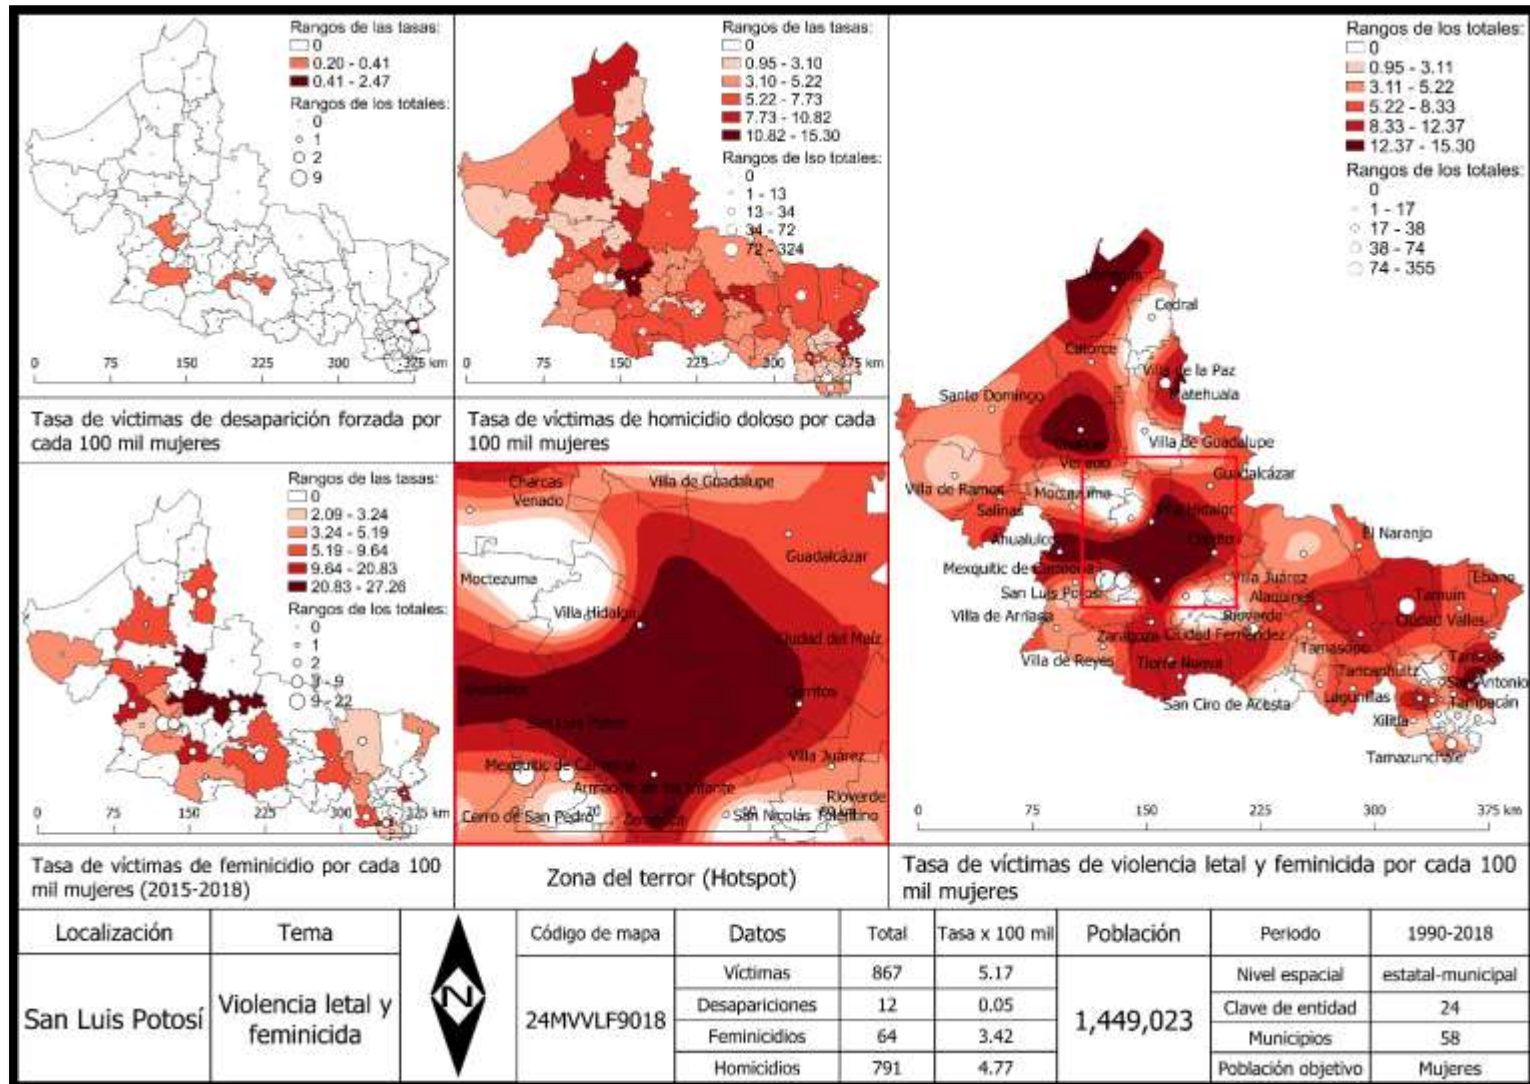 Rangos de las tasas:
0
0.20 - 0.41
0.41 - 2.47
Rangos de los totales:
0
1
2
9
0 75 150 225 300 375 km
Tasa de víctimas de desaparición forzada por
cada 100 mil mujeres
Rangos de las tasas:
0
0.95 - 3.10
3.10 - 5.22
5.22 - 7.73
7.73 - 10.82
10.82 - 15.30
Rangos de lso totales:
0
1 - 13
13 - 34
34 - 72
72 - 324
0 75 150 225 300 375 km
Tasa de víctimas de homicidio doloso por cada
100 mil mujeres
Rangos de los totales:
0
0.95 - 3.11
3.11 - 5.22
5.22 - 8.33
8.33 - 12.37
12.37 - 15.30
Rangos de los totales:
0
1 - 17
17 - 38
38 - 74
74 - 355
Cedral
Catorce
Villa de la Paz
Matehuala
Santo Domingo
Villa de Guadalupe
Venado
Guadalcázar
Villa de Ramos
Moctezuma
Salinas
Villa Hidalgo
Ahualulco
Cerritos
El Naranjo
Mexquitic de Carmona
Villa Juárez
Ebano
San Luis Potosí
Alaquines
Tamuín
Villa de Arriaga
Rioverde
Ciudad Valles
Zaragoza
Ciudad Fernández
Tamasopo
Villa de Reyes
Tierra Nueva
Tancanhuitz
San Antonio
San Ciro de Acosta
Lagunillas
Tampacán
Xilitla
Tamazunchale
0 75 150 225 300 375 km
Tasa de víctimas de violencia letal y feminicida por cada 100
mil mujeres
Rangos de las tasas:
0
2.09 - 3.24
3.24 - 5.19
5.19 - 9.64
9.64 - 20.83
20.83 - 27.26
Rangos de los totales:
0
1
2
3 - 9
9 - 22
0 75 150 225 300 375 km
Tasa de víctimas de feminicidio por cada 100
mil mujeres (2015-2018)
Charcas
Villa de Guadalupe
Venado
Guadalcázar
Moctezuma
Villa Hidalgo
Ciudad del Maíz
Cerritos
San Luis Potosí
Villa Juárez
Mexquitic de Carmona
Armadillo de los Infante
Rioverde
Cerro de San Pedro
Zaragoza
San Nicolás Tolentino
Zona del terror (Hotspot)
Localización
Tema
N
Código de mapa
Datos
Total
Tasa x 100 mil
Población
Periodo
1990-2018
San Luis Potosí
Violencia letal y
feminicida
24MVVLF9018
Víctimas
867
5.17
Desapariciones
12
0.05
Feminicidios
64
3.42
Homicidios
791
4.77
1,449,023
Nivel espacial
estatal-municipal
Clave de entidad
24
Municipios
58
Población objetivo
Mujeres